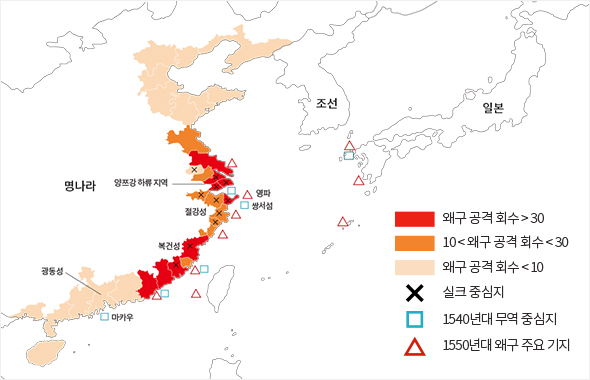 조선
일본
명나라
양쯔강 하류 지역
영파
쌍서섬
절강성
복건성
광동성
마카우
왜구 공격 회수 > 30
10 < 왜구 공격 회수 < 30
왜구 공격 회수 < 10
실크 중심지
1540년대 무역 중심지
1550년대 왜구 주요 기지